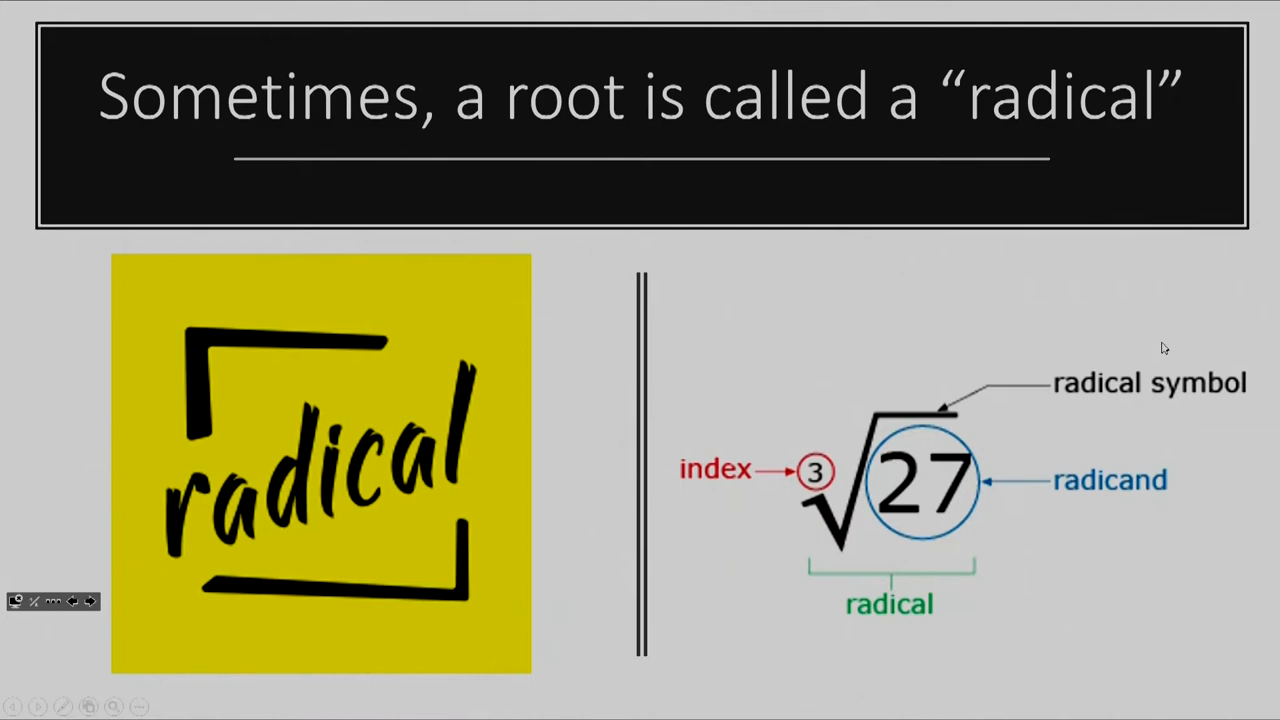 Sometimes, a root is called a “radical”
radical
radical symbol
index
3
27
radicand
radical